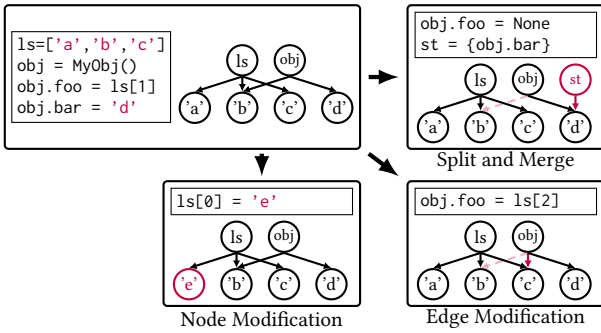 ls=['a','b','c']
obj = MyObj()
obj.foo = ls[1]
obj.bar = 'd'
ls obj
'a' 'b' 'c' 'd'
obj.foo = None
st = {obj.bar}
ls obj st
'a' 'b' 'c' 'd'
Split and Merge
ls[0] = 'e'
ls obj
'e' 'b' 'c' 'd'
Node Modification
obj.foo = ls[2]
ls obj
'a' 'b' 'c' 'd'
Edge Modification